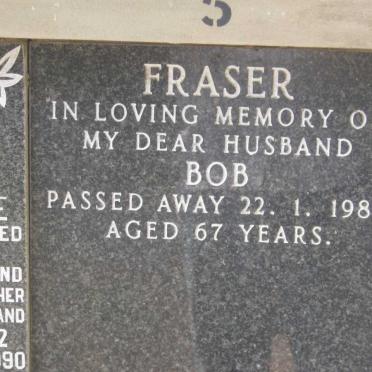 5
FRASER
IN LOVING MEMORY O
MY DEAR HUSBAND
BOB
PASSED AWAY 22. 1. 198
AGED 67 YEARS.
E
ED
ND
HER
AND
2
990